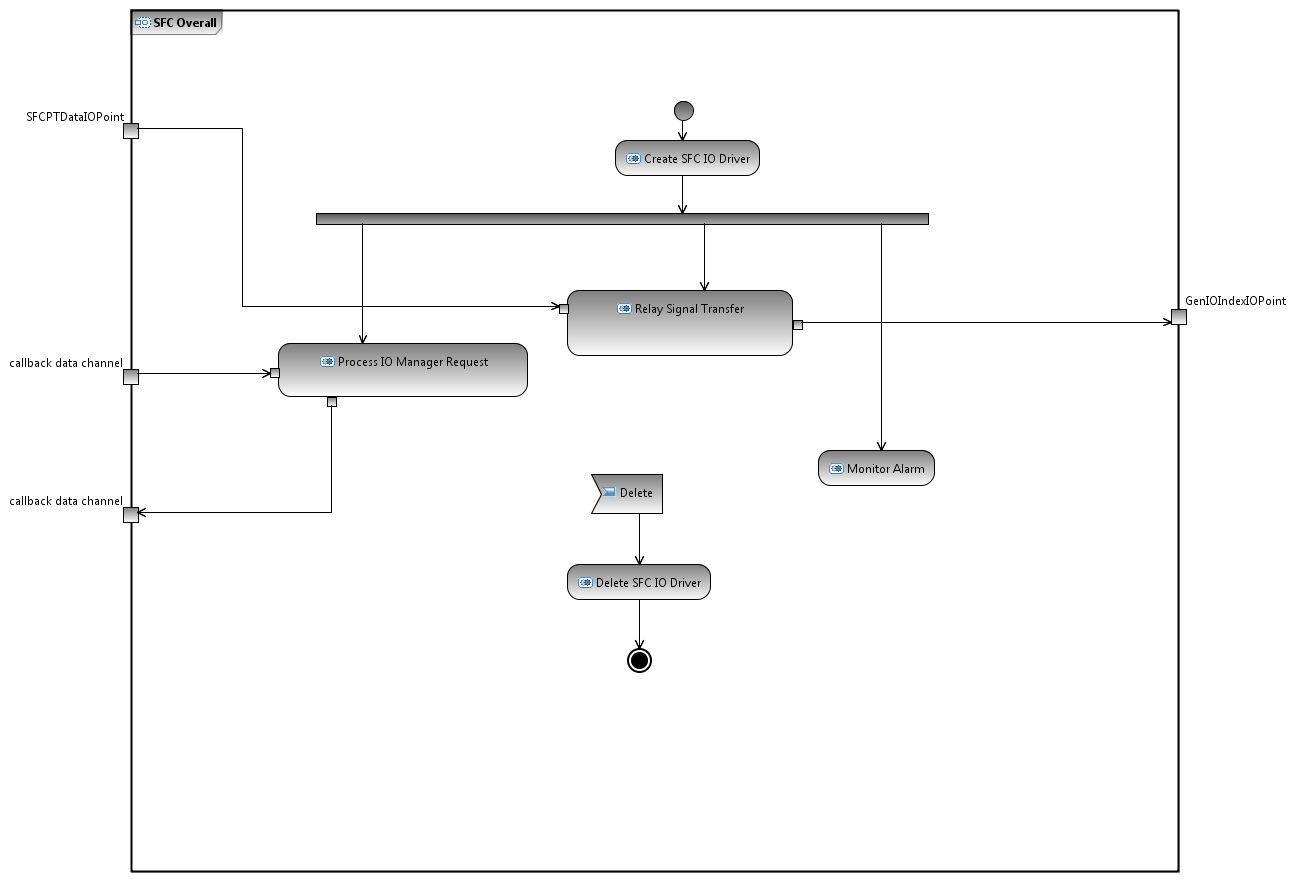 SFC Overall
SFCPTDataIOPoint
Create SFC IO Driver
GenIOIndexIOPoint
Relay Signal Transfer
callback data channel
Process IO Manager Request
Monitor Alarm
Delete
callback data channel
Delete SFC IO Driver